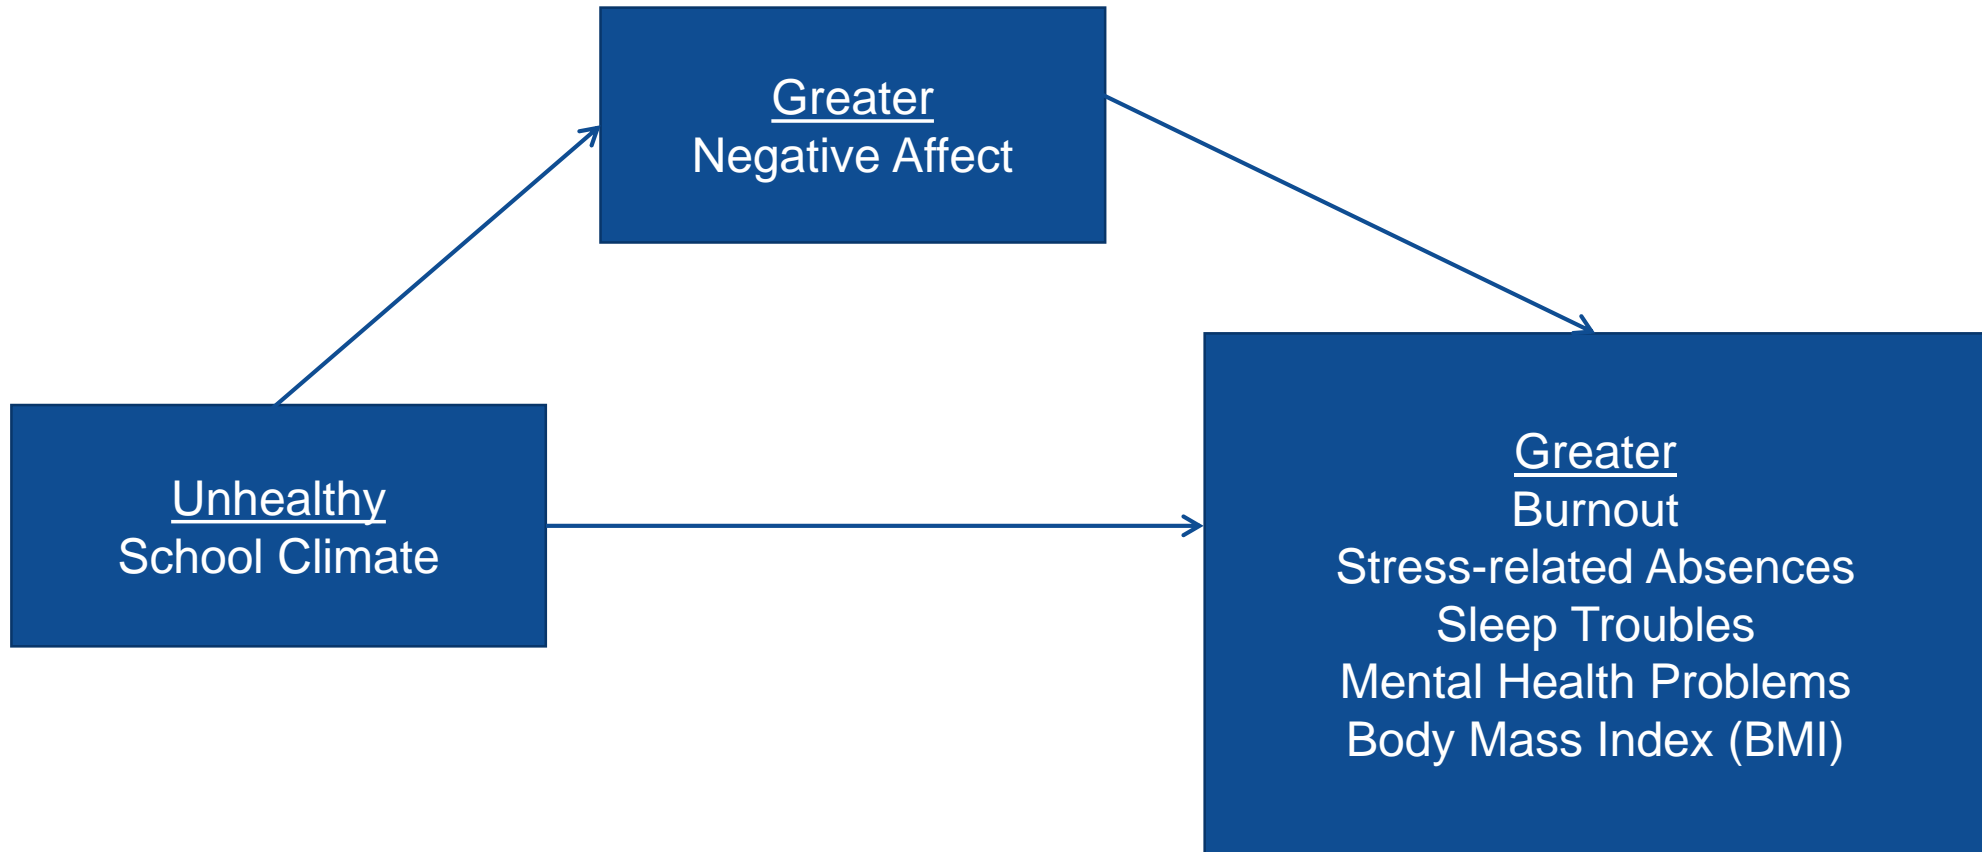 Greater
Negative Affect
Unhealthy
School Climate
Greater
Burnout
Stress-related Absences
Sleep Troubles
Mental Health Problems
Body Mass Index (BMI)